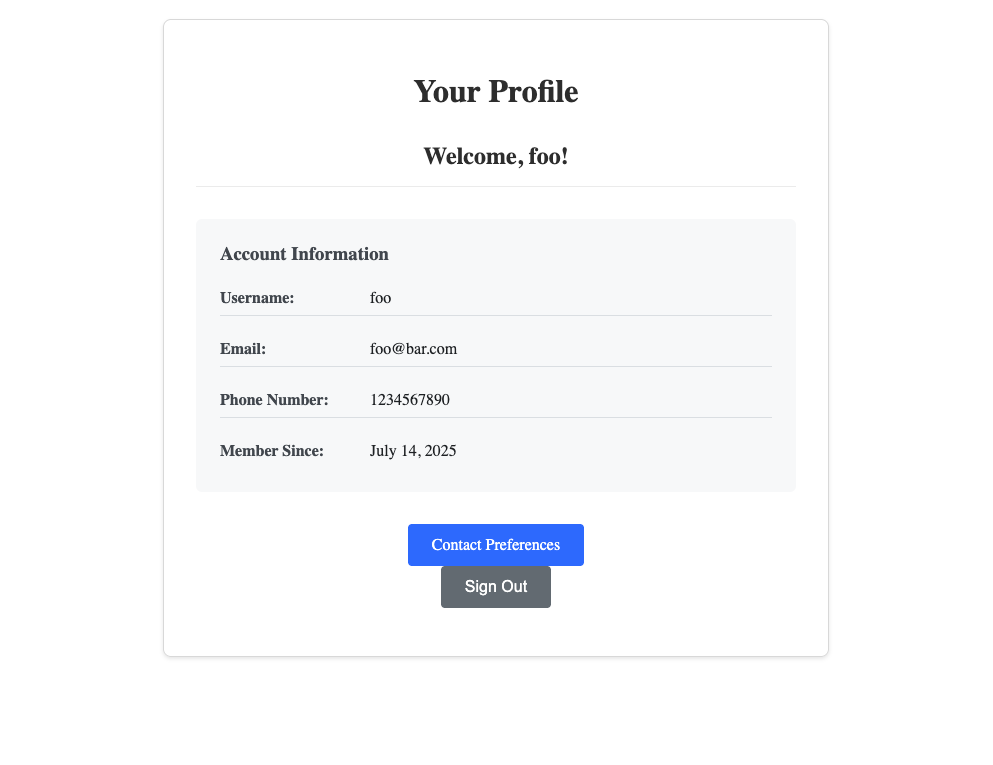 Your Profile
Welcome, foo!
Account Information
Username: foo
Email: foo@bar.com
Phone Number: 1234567890
Member Since: July 14, 2025
Contact Preferences
Sign Out